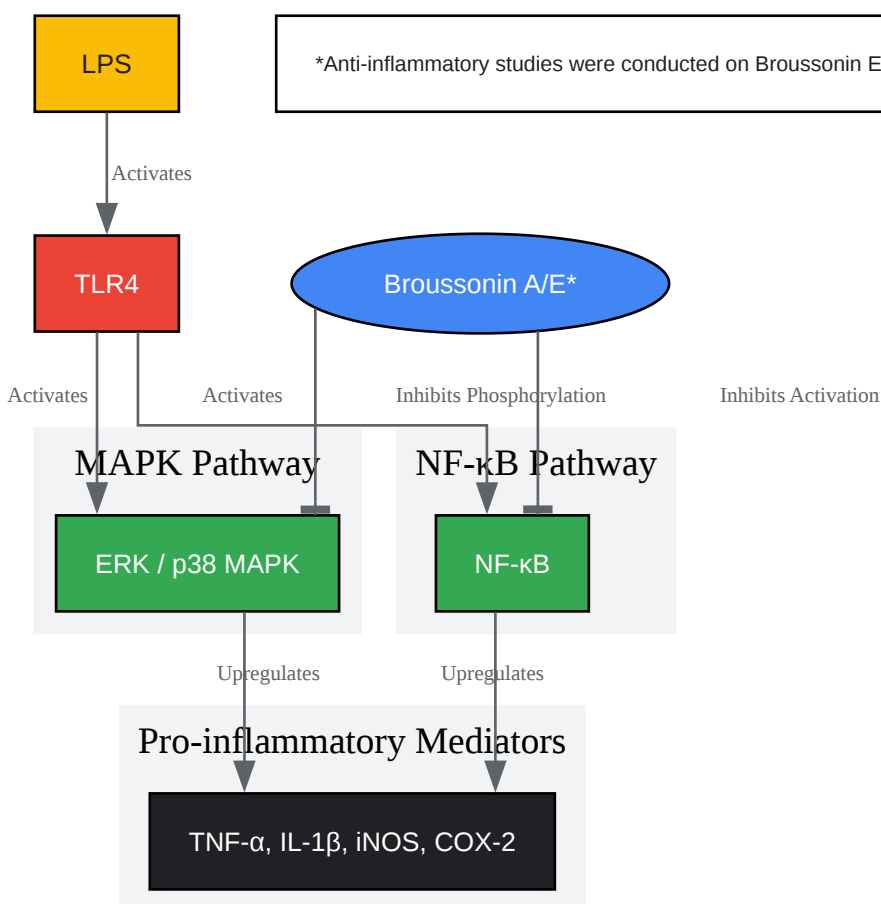 LPS
*Anti-inflammatory studies were conducted on Broussonin E
Activates
TLR4
Broussonin A/E*
Activates
Activates
Inhibits Phosphorylation
Inhibits Activation
MAPK Pathway
NF-κB Pathway
ERK / p38 MAPK
NF-κB
Upregulates
Upregulates
Pro-inflammatory Mediators
TNF-α, IL-1β, iNOS, COX-2